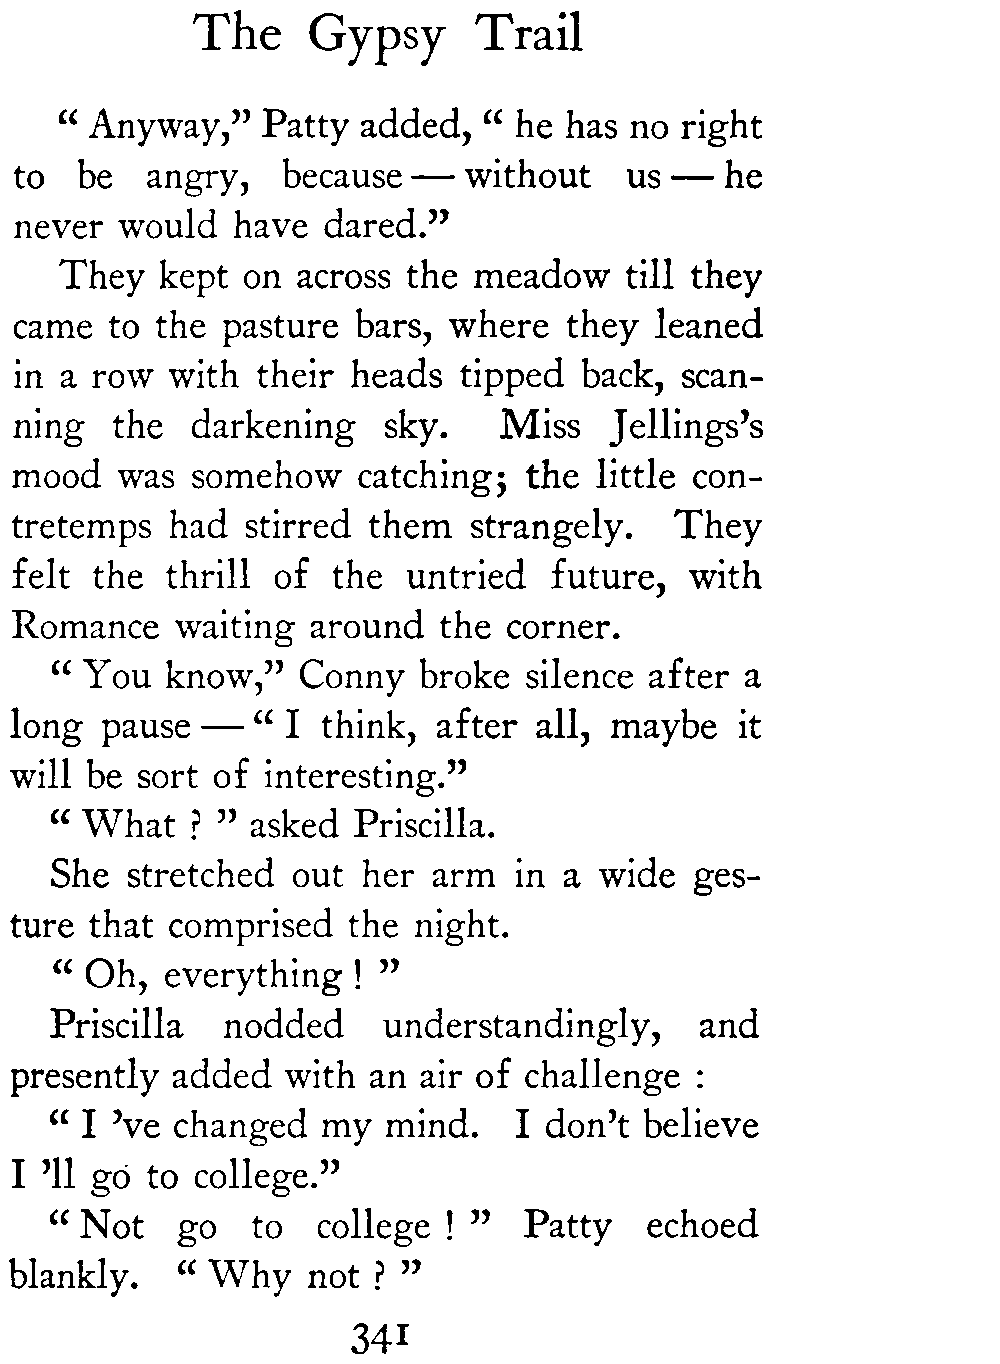 The Gypsy Trail
“ Anyway,” Patty added, “ he has no right
to be angry, because — without us — he
never would have dared.”
They kept on across the meadow till they
came to the pasture bars, where they leaned
in a row with their heads tipped back, scan-
ning the darkening sky. Miss Jellings’s
mood was somehow catching; the little con-
tretemps had stirred them strangely. They
felt the thrill of the untried future, with
Romance waiting around the corner.
“ You know,” Conny broke silence after a
long pause — “ I think, after all, maybe it
will be sort of interesting.”
“ What ? ” asked Priscilla.
She stretched out her arm in a wide ges-
ture that comprised the night.
“ Oh, everything ! ”
Priscilla nodded understandingly, and
presently added with an air of challenge :
“ I ’ve changed my mind. I don’t believe
I ’ll go to college.”
“ Not go to college ! ” Patty echoed
blankly. “ Why not ? ”
341